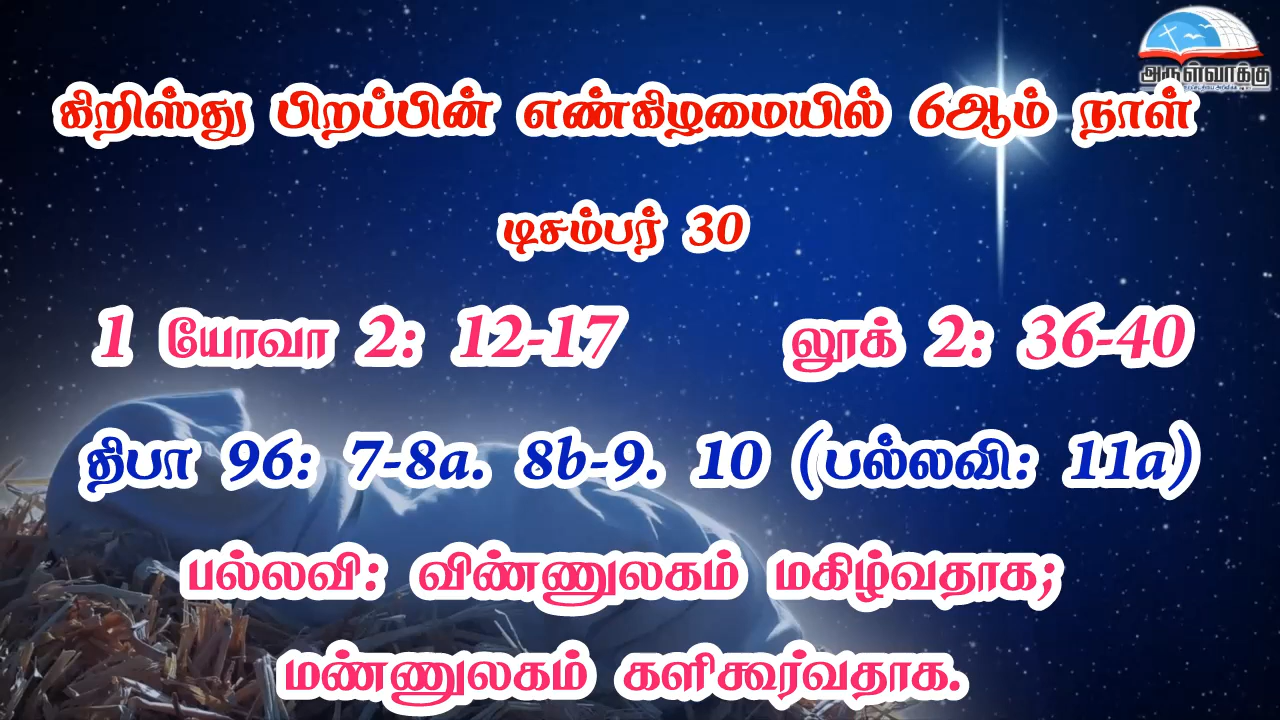 அருள்வாக்கு
கிறிஸ்து பிறப்பின் எண்கிழமையில் 6ஆம் நாள்
டிசம்பர் 30
1 யோவா 2: 12-17 லூக் 2: 36-40
திபா 96: 7-8a. 8b-9. 10 (பல்லவி: 11a)
பல்லவி: விண்ணுலகம் மகிழ்வதாக;
மண்ணுலகம் களிகூர்வதாக.